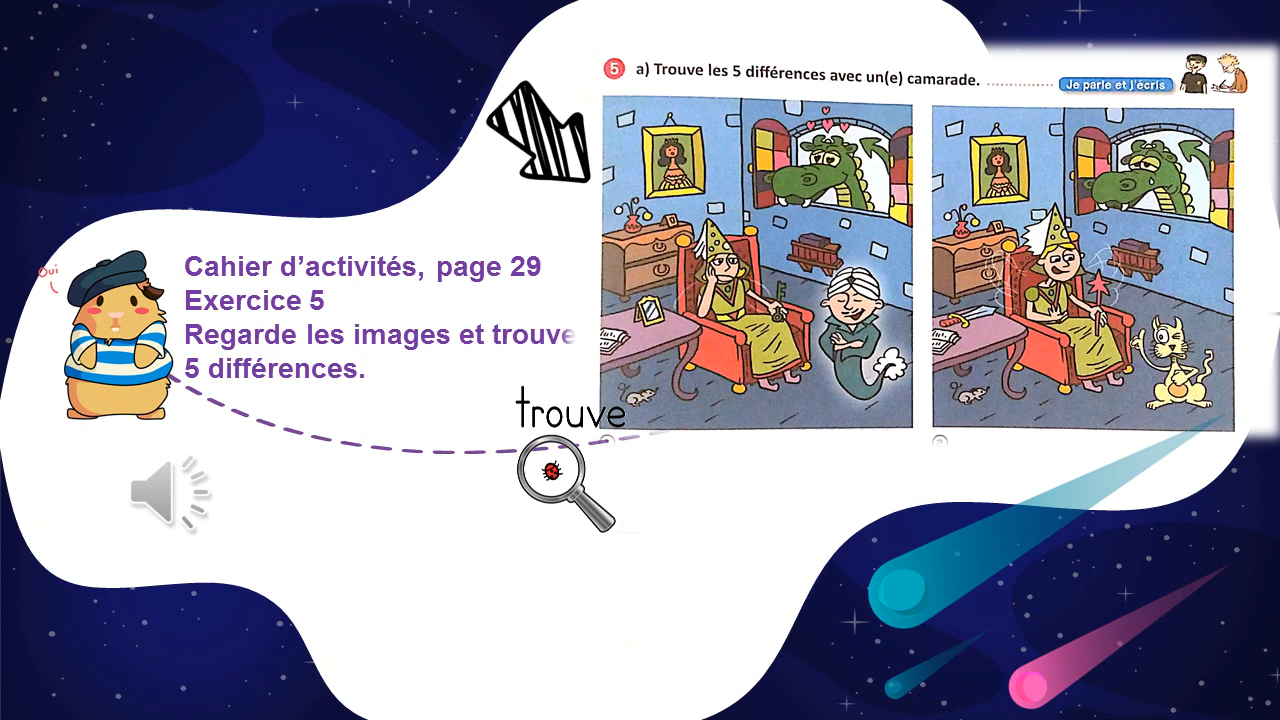 5 a) Trouve les 5 différences avec un(e) camarade. ................
Je parle et j'écris
Oui
Cahier d'activités, page 29
Exercice 5
Regarde les images et trouve
5 différences.
trouve